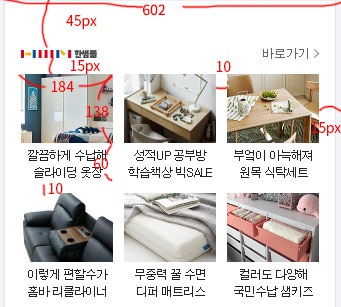 602
45px
한샘몰
바로가기 >
15px
10
184
138
15px
깔끔하게 수납해
슬라이딩 옷장
성적UP 공부방
학습책상 빅SALE
부엌이 아늑해져
원목 식탁세트
60
10
이렇게 편할수가
홈바 리클라이너
무중력 꿀 수면
디퍼 매트리스
컬러도 다양해
국민수납 샘키즈